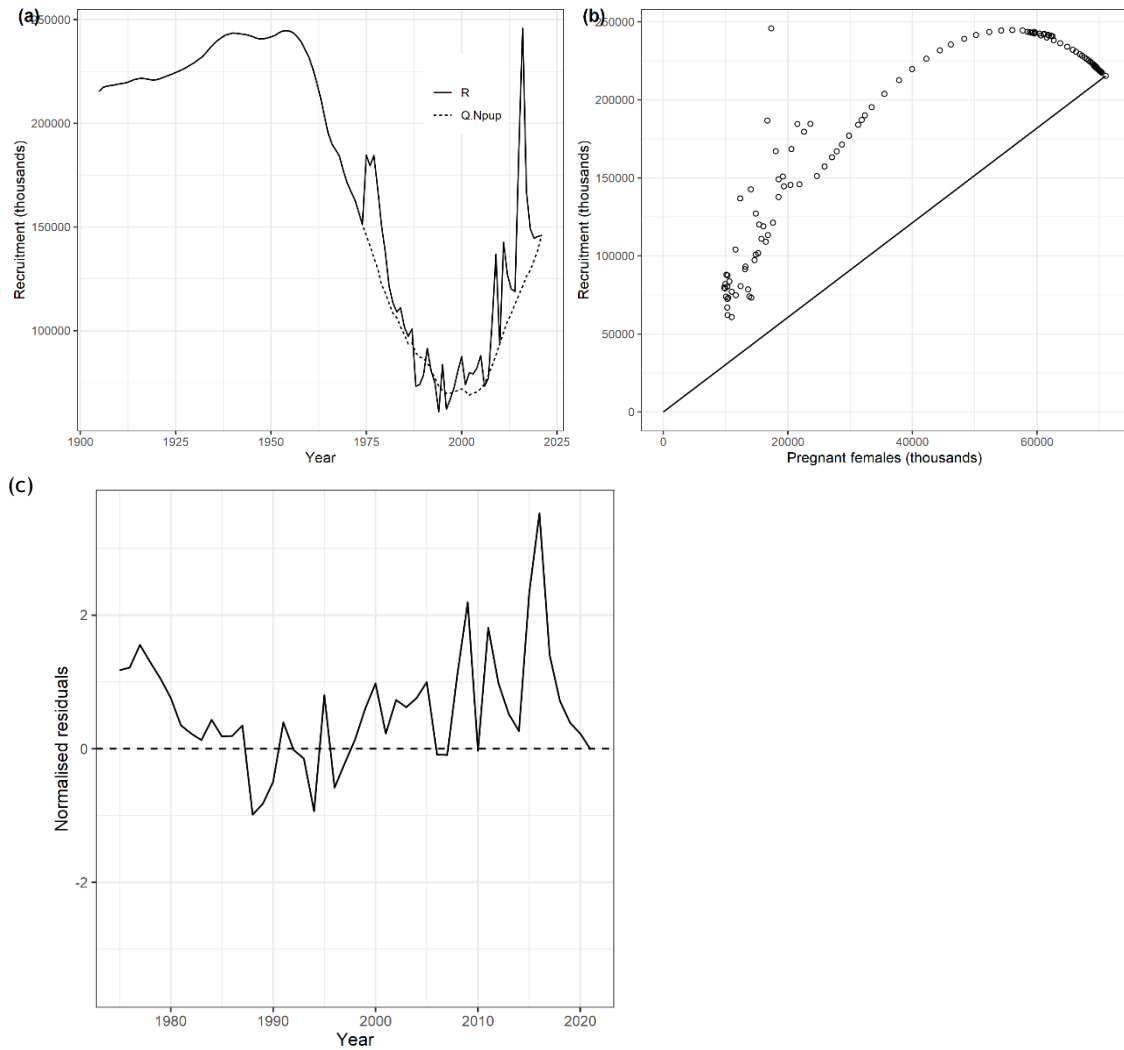 (a)
250000
200000
150000
100000
Recruitment (thousands)
R
Q.Npup
1900
1925
1950
1975
2000
2025
Year
(b)
250000
200000
150000
100000
50000
0
Recruitment (thousands)
0
20000
40000
60000
Pregnant females (thousands)
(c)
2
0
-2
Normalised residuals
1980
1990
2000
2010
2020
Year